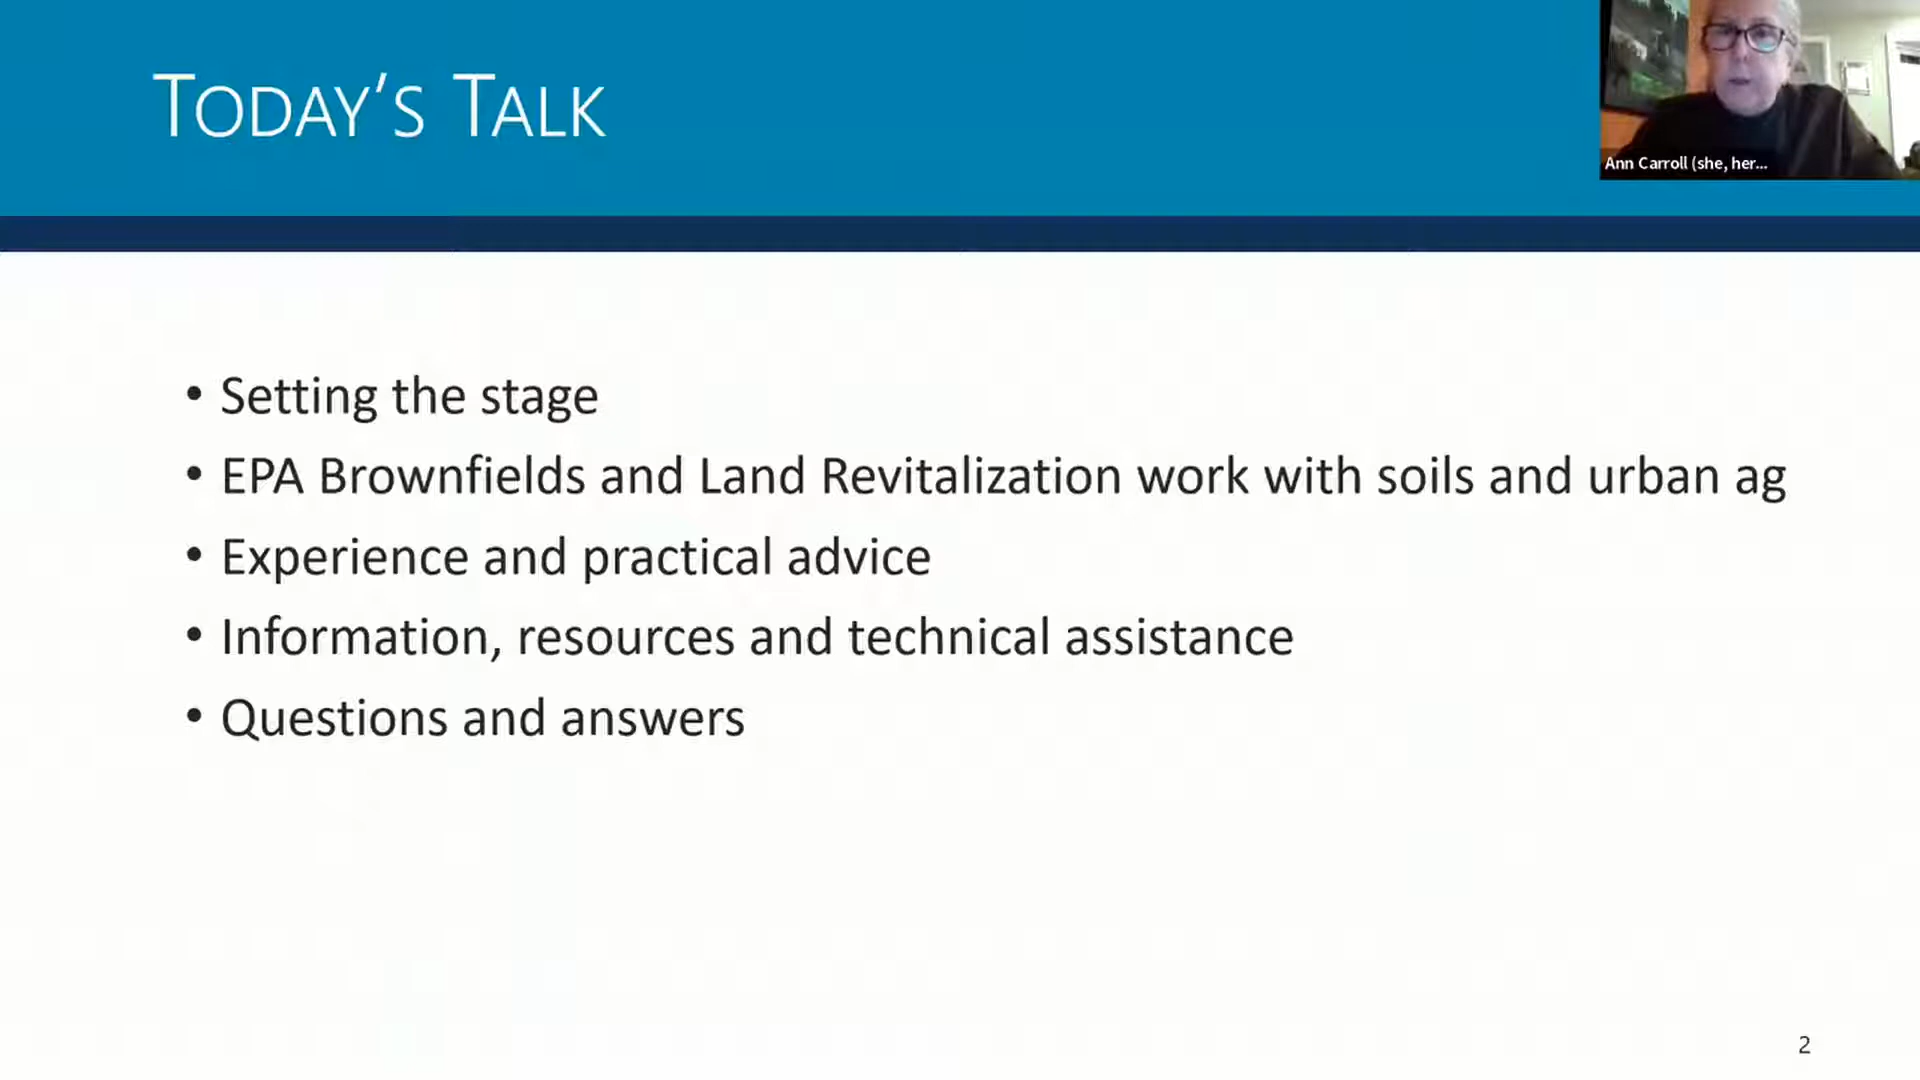 Today's Talk
Ann Carroll (she, her...
• Setting the stage
• EPA Brownfields and Land Revitalization work with soils and urban ag
• Experience and practical advice
• Information, resources and technical assistance
• Questions and answers
2